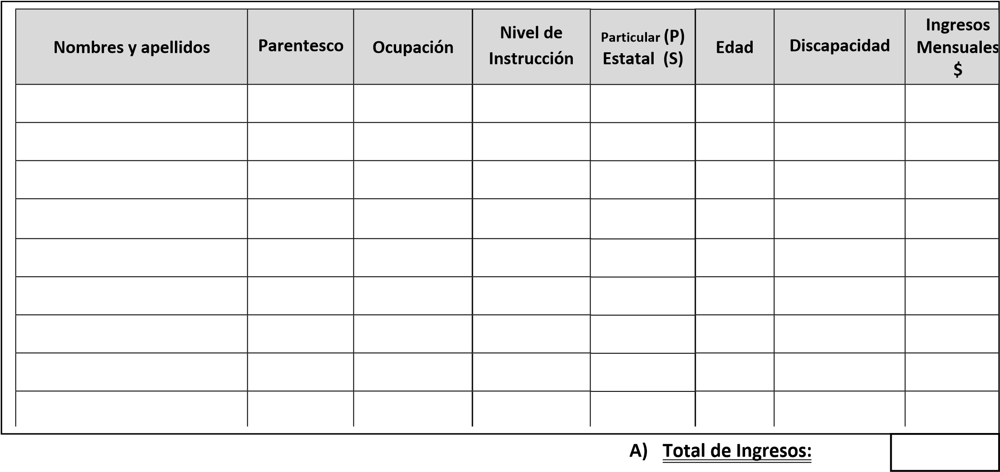 Nombres y apellidos
Parentesco
Ocupación
Nivel de
Instrucción
Particular (P)
Estatal (S)
Edad
Discapacidad
Ingresos
Mensuales
$
A) Total de Ingresos: